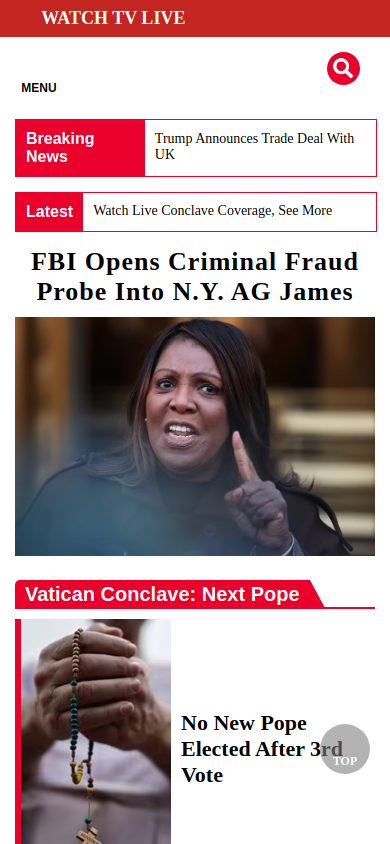 WATCH TV LIVE
MENU
Breaking
News
Trump Announces Trade Deal With
UK
Latest
Watch Live Conclave Coverage, See More
FBI Opens Criminal Fraud
Probe Into N.Y. AG James
Vatican Conclave: Next Pope
No New Pope
Elected After 3rd
Vote
TOP